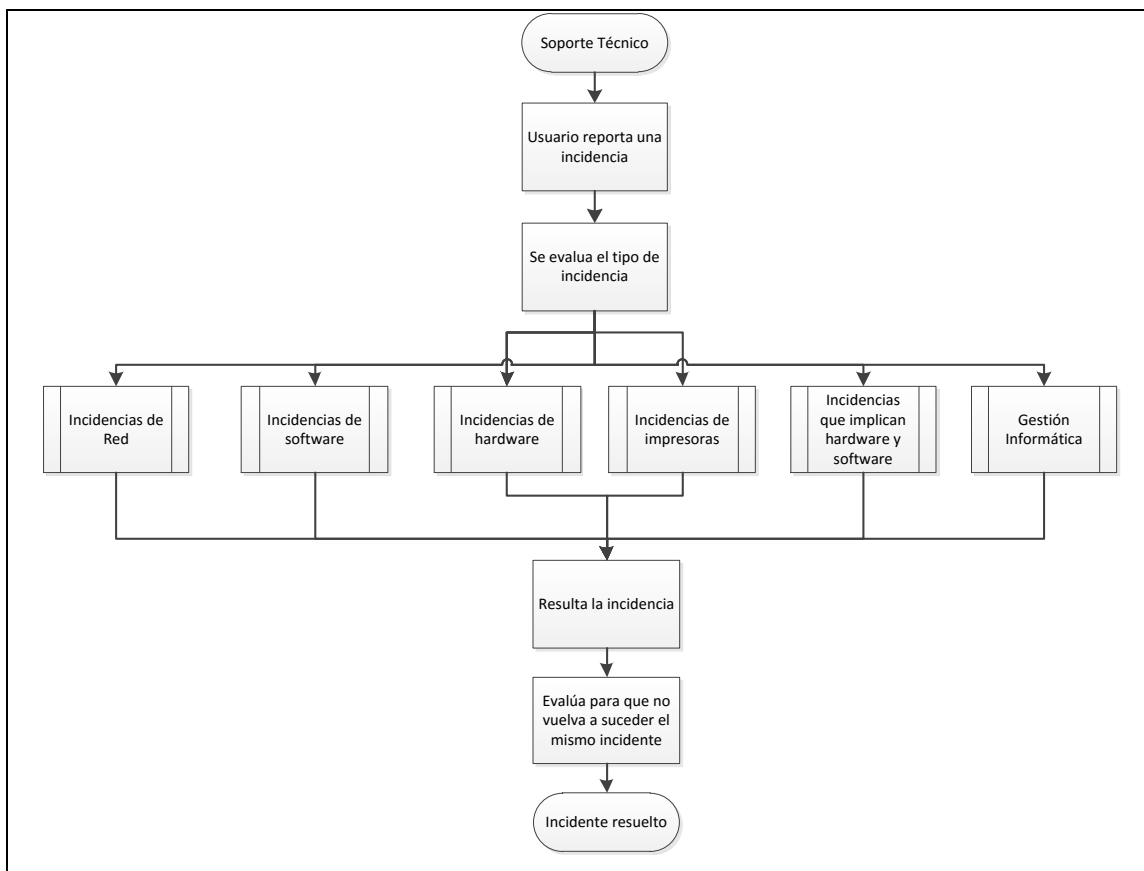 Soporte Técnico
Usuario reporta una
incidencia
Se evalua el tipo de
incidencia
Incidencias de
Red
Incidencias de
software
Incidencias de
hardware
Incidencias de
impresoras
Incidencias
que implican
hardware y
software
Gestión
Informática
Resulta la incidencia
Evalúa para que no
vuelva a suceder el
mismo incidente
Incidente resuelto